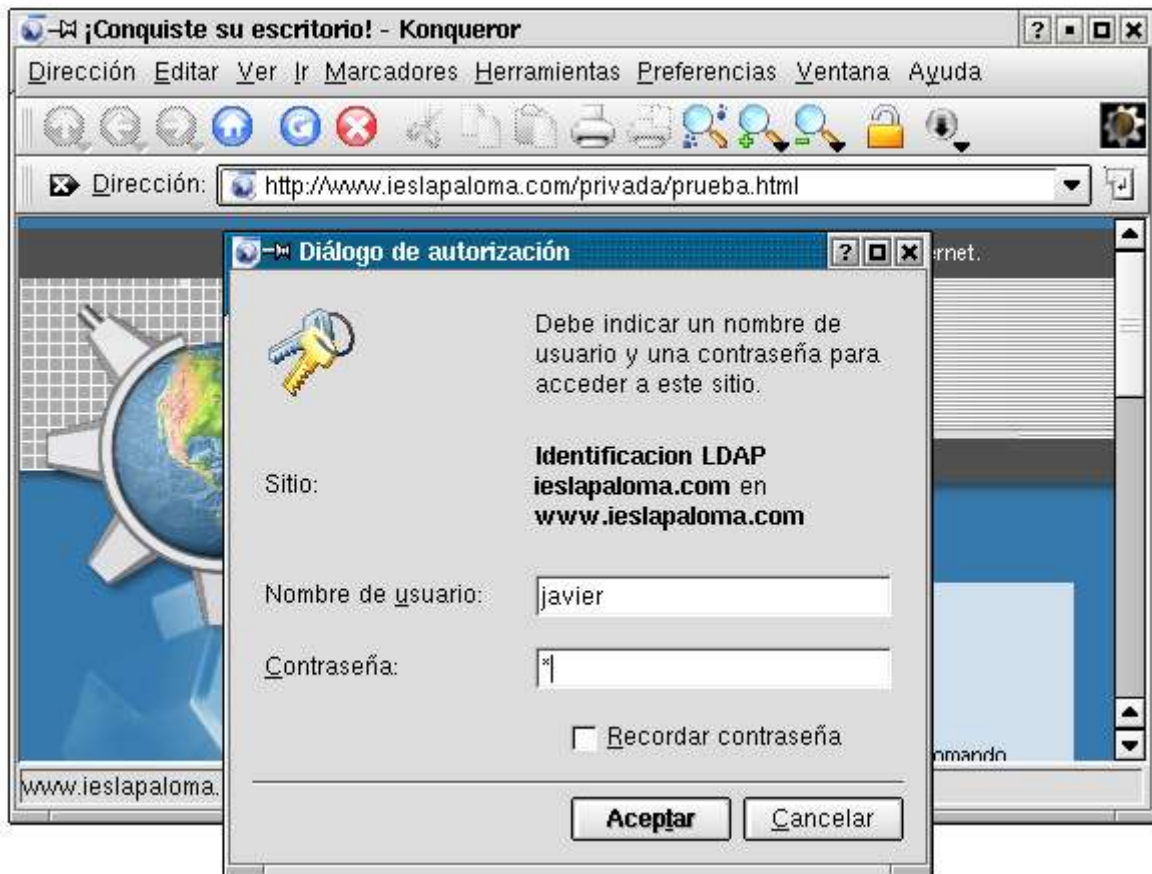 ¡Conquiste su escritorio! - Konqueror
Dirección Editar Ver Ir Marcadores Herramientas Preferencias Ventana Ayuda
Dirección: http://www.ieslapaloma.com/privada/prueba.html
Diálogo de autorización
ernet.
Debe indicar un nombre de
usuario y una contraseña para
acceder a este sitio.
Sitio:
Identificacion LDAP
ieslapaloma.com en
www.ieslapaloma.com
Nombre de usuario: javier
Contraseña: *
Recordar contraseña
omando
www.ieslapaloma.
Aceptar Cancelar